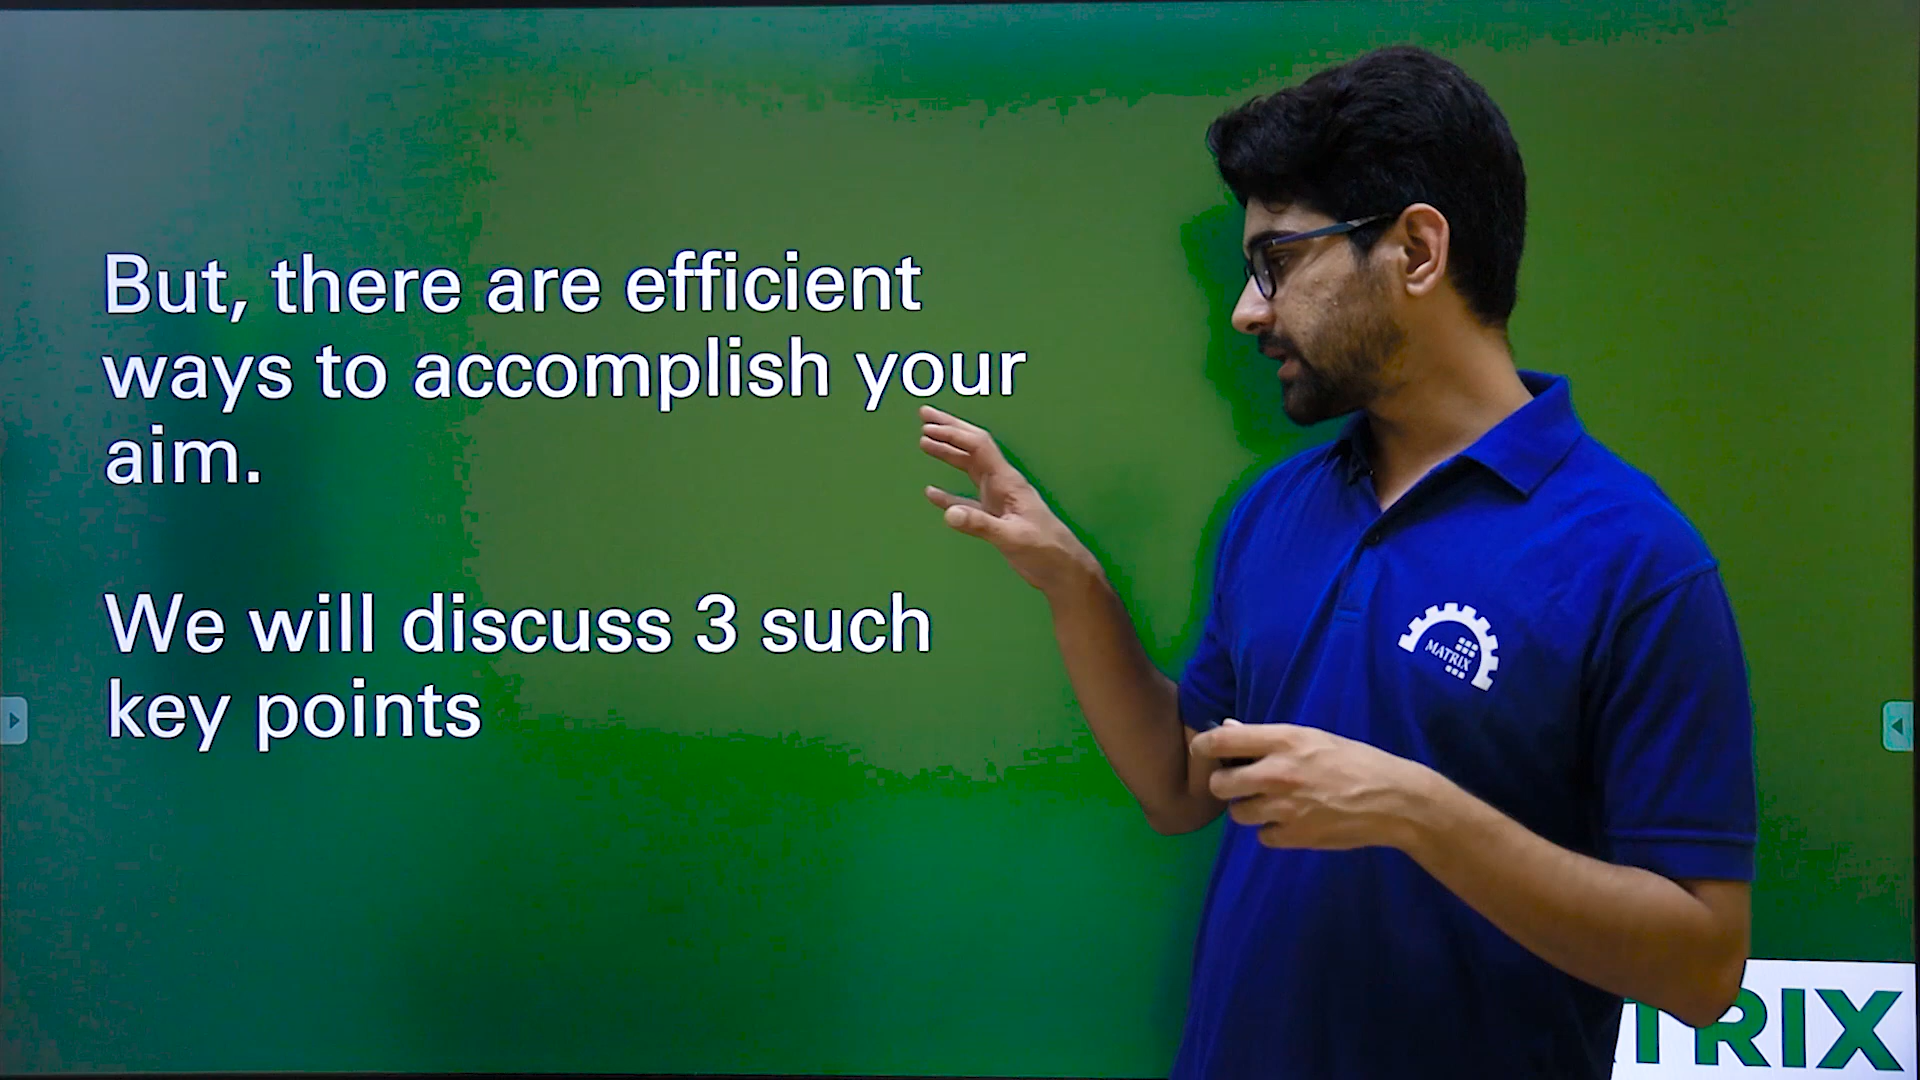 But, there are efficient
ways to accomplish your
aim.
We will discuss 3 such
key points
MATRIX
TRIX